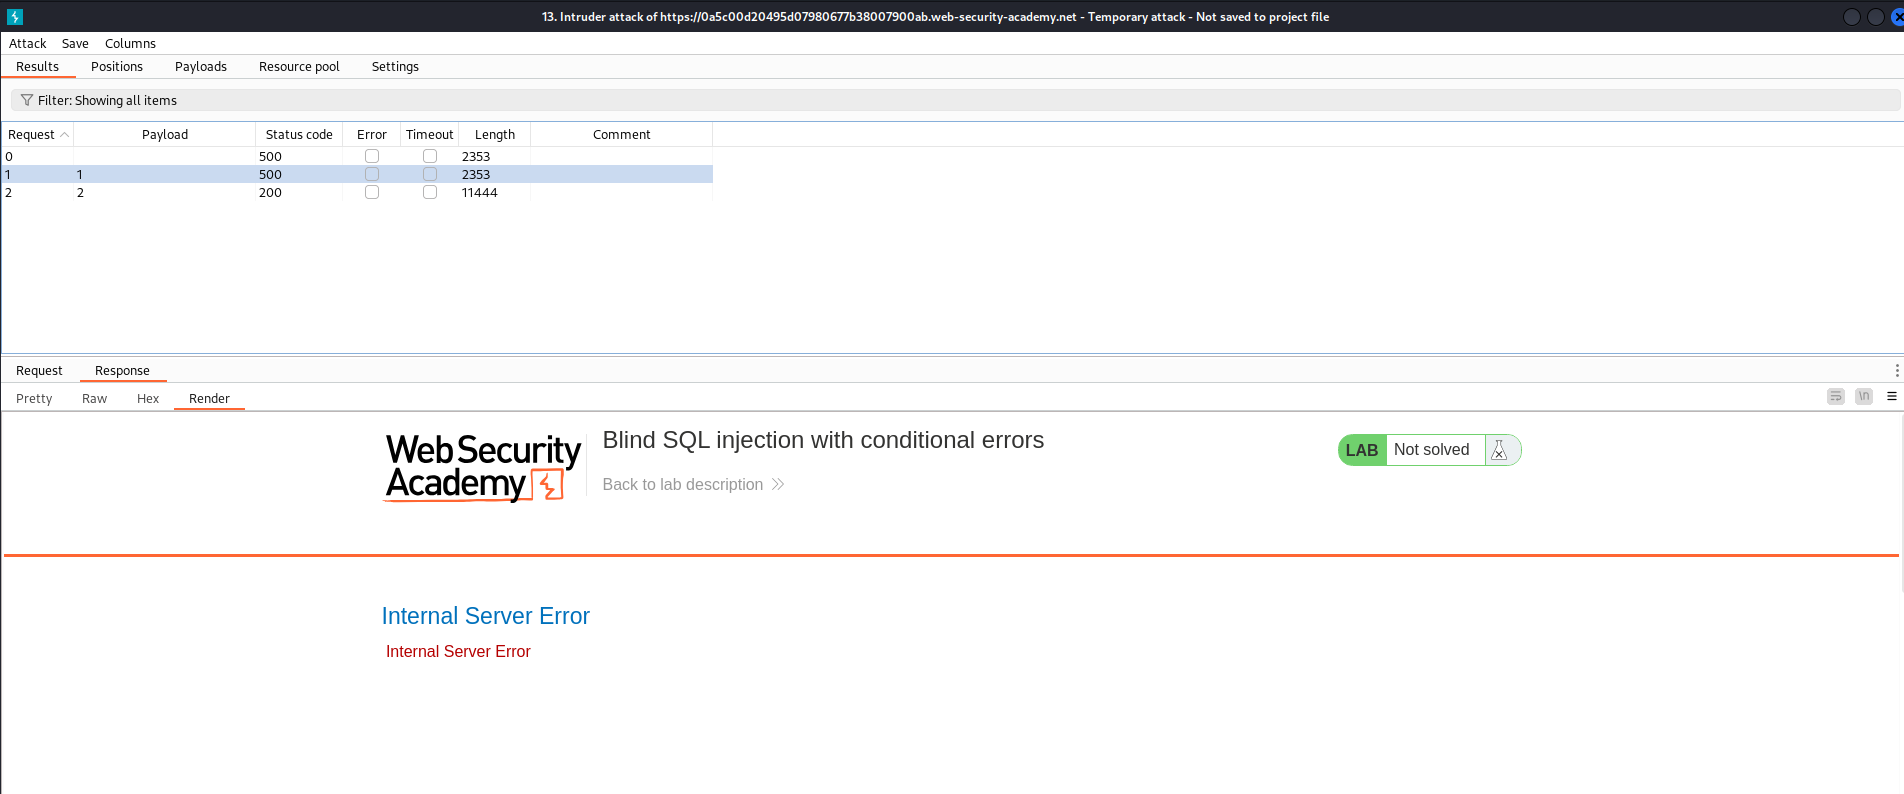 13. Intruder attack of https://0a5c00d20495d07980677b38007900ab.web-security-academy.net - Temporary attack - Not saved to project file
Attack Save Columns
Results Positions Payloads Resource pool Settings
Filter: Showing all items
Request Payload Status code Error Timeout Length Comment
0 500 2353
1 1 500 2353
2 2 200 11444
Request Response
Pretty Raw Hex Render
\n
WebSecurity
Academy
Blind SQL injection with conditional errors
Back to lab description
LAB Not solved
Internal Server Error
Internal Server Error